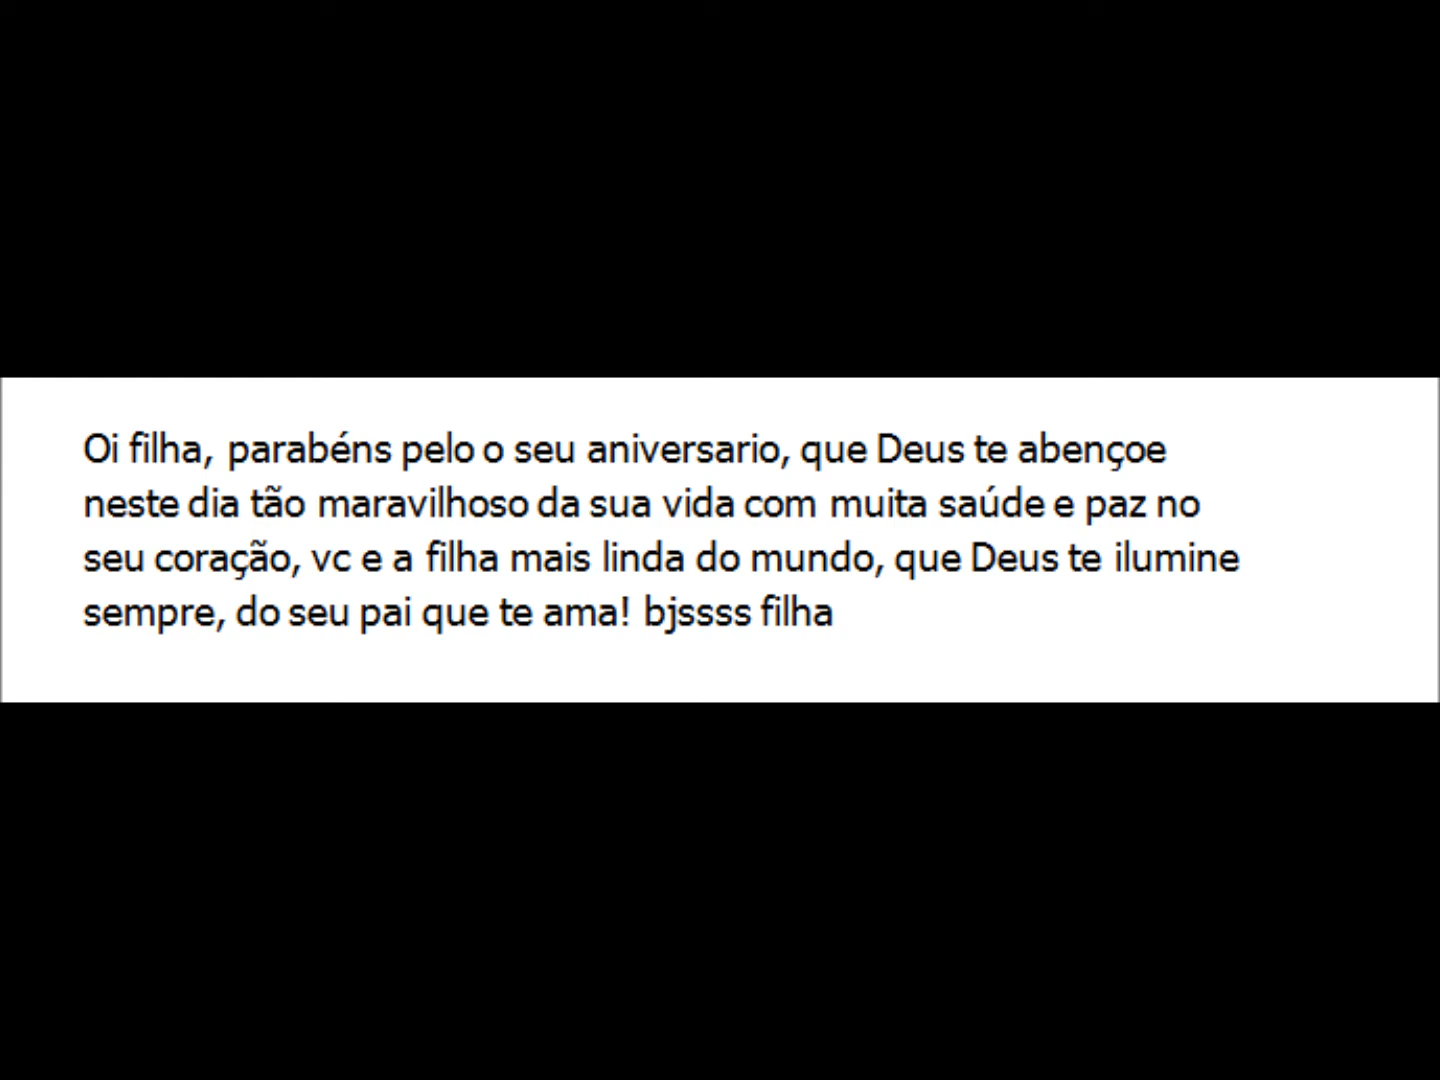 Oi filha, parabéns pelo o seu aniversario, que Deus te abençoe
neste dia tão maravilhoso da sua vida com muita saúde e paz no
seu coração, vc e a filha mais linda do mundo, que Deus te ilumine
sempre, do seu pai que te ama! bjssss filha